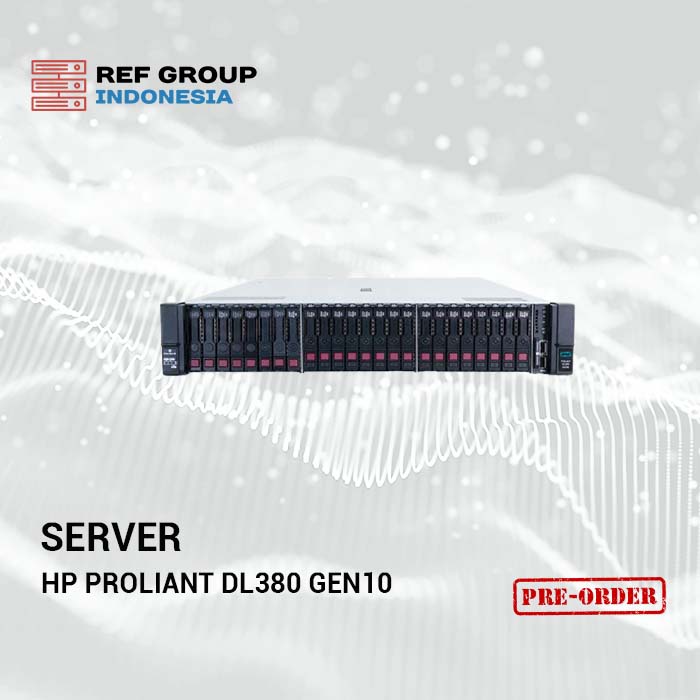 REF GROUP
INDONESIA
SERVER
HP PROLIANT DL380 GEN10
PRE-ORDER